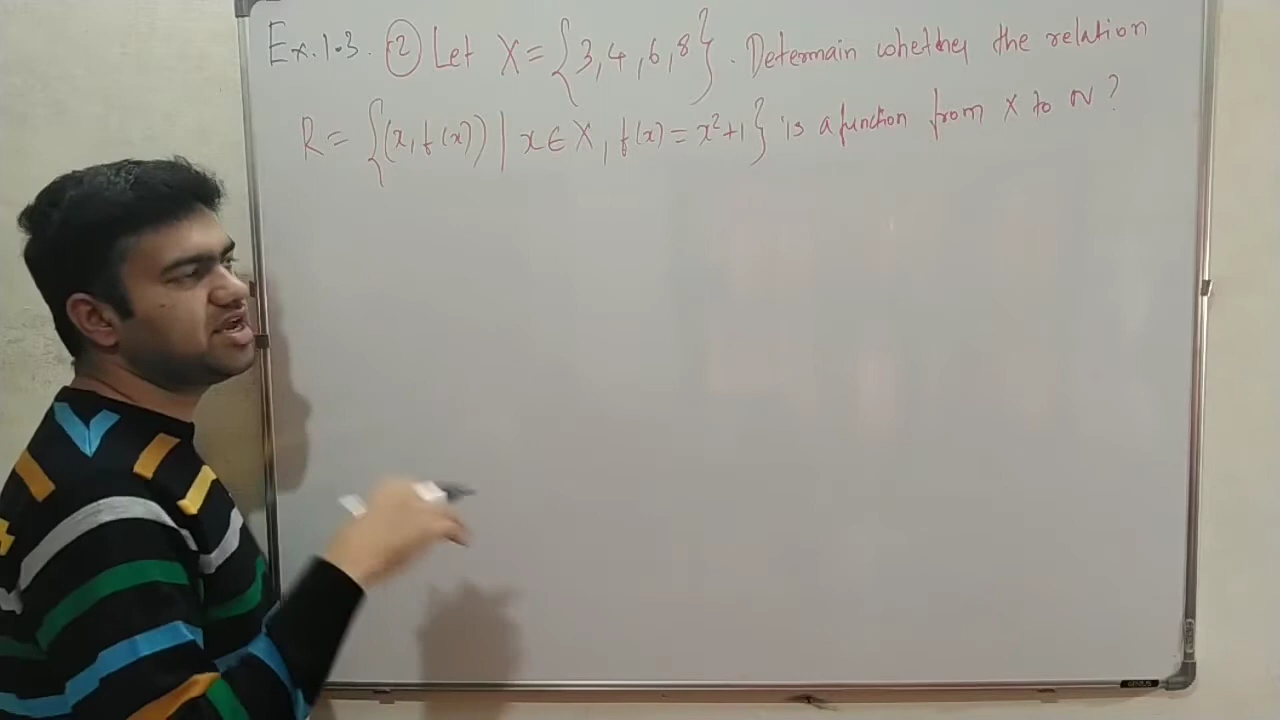 Ex.1.3. ② Let X = {3,4,6,8}. Determain whether the relation
R = {(x, f(x)) | x ∈ X, f(x) = x²+1} is a function from X to N?
GENIUS